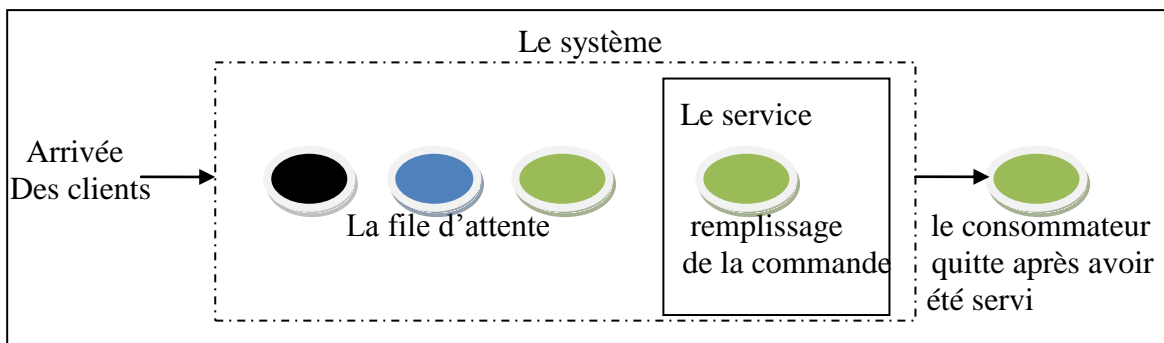 Le système
Arrivée
Des clients
La file d’attente
Le service
remplissage
de la commande
le consommateur
quitte après avoir
été servi